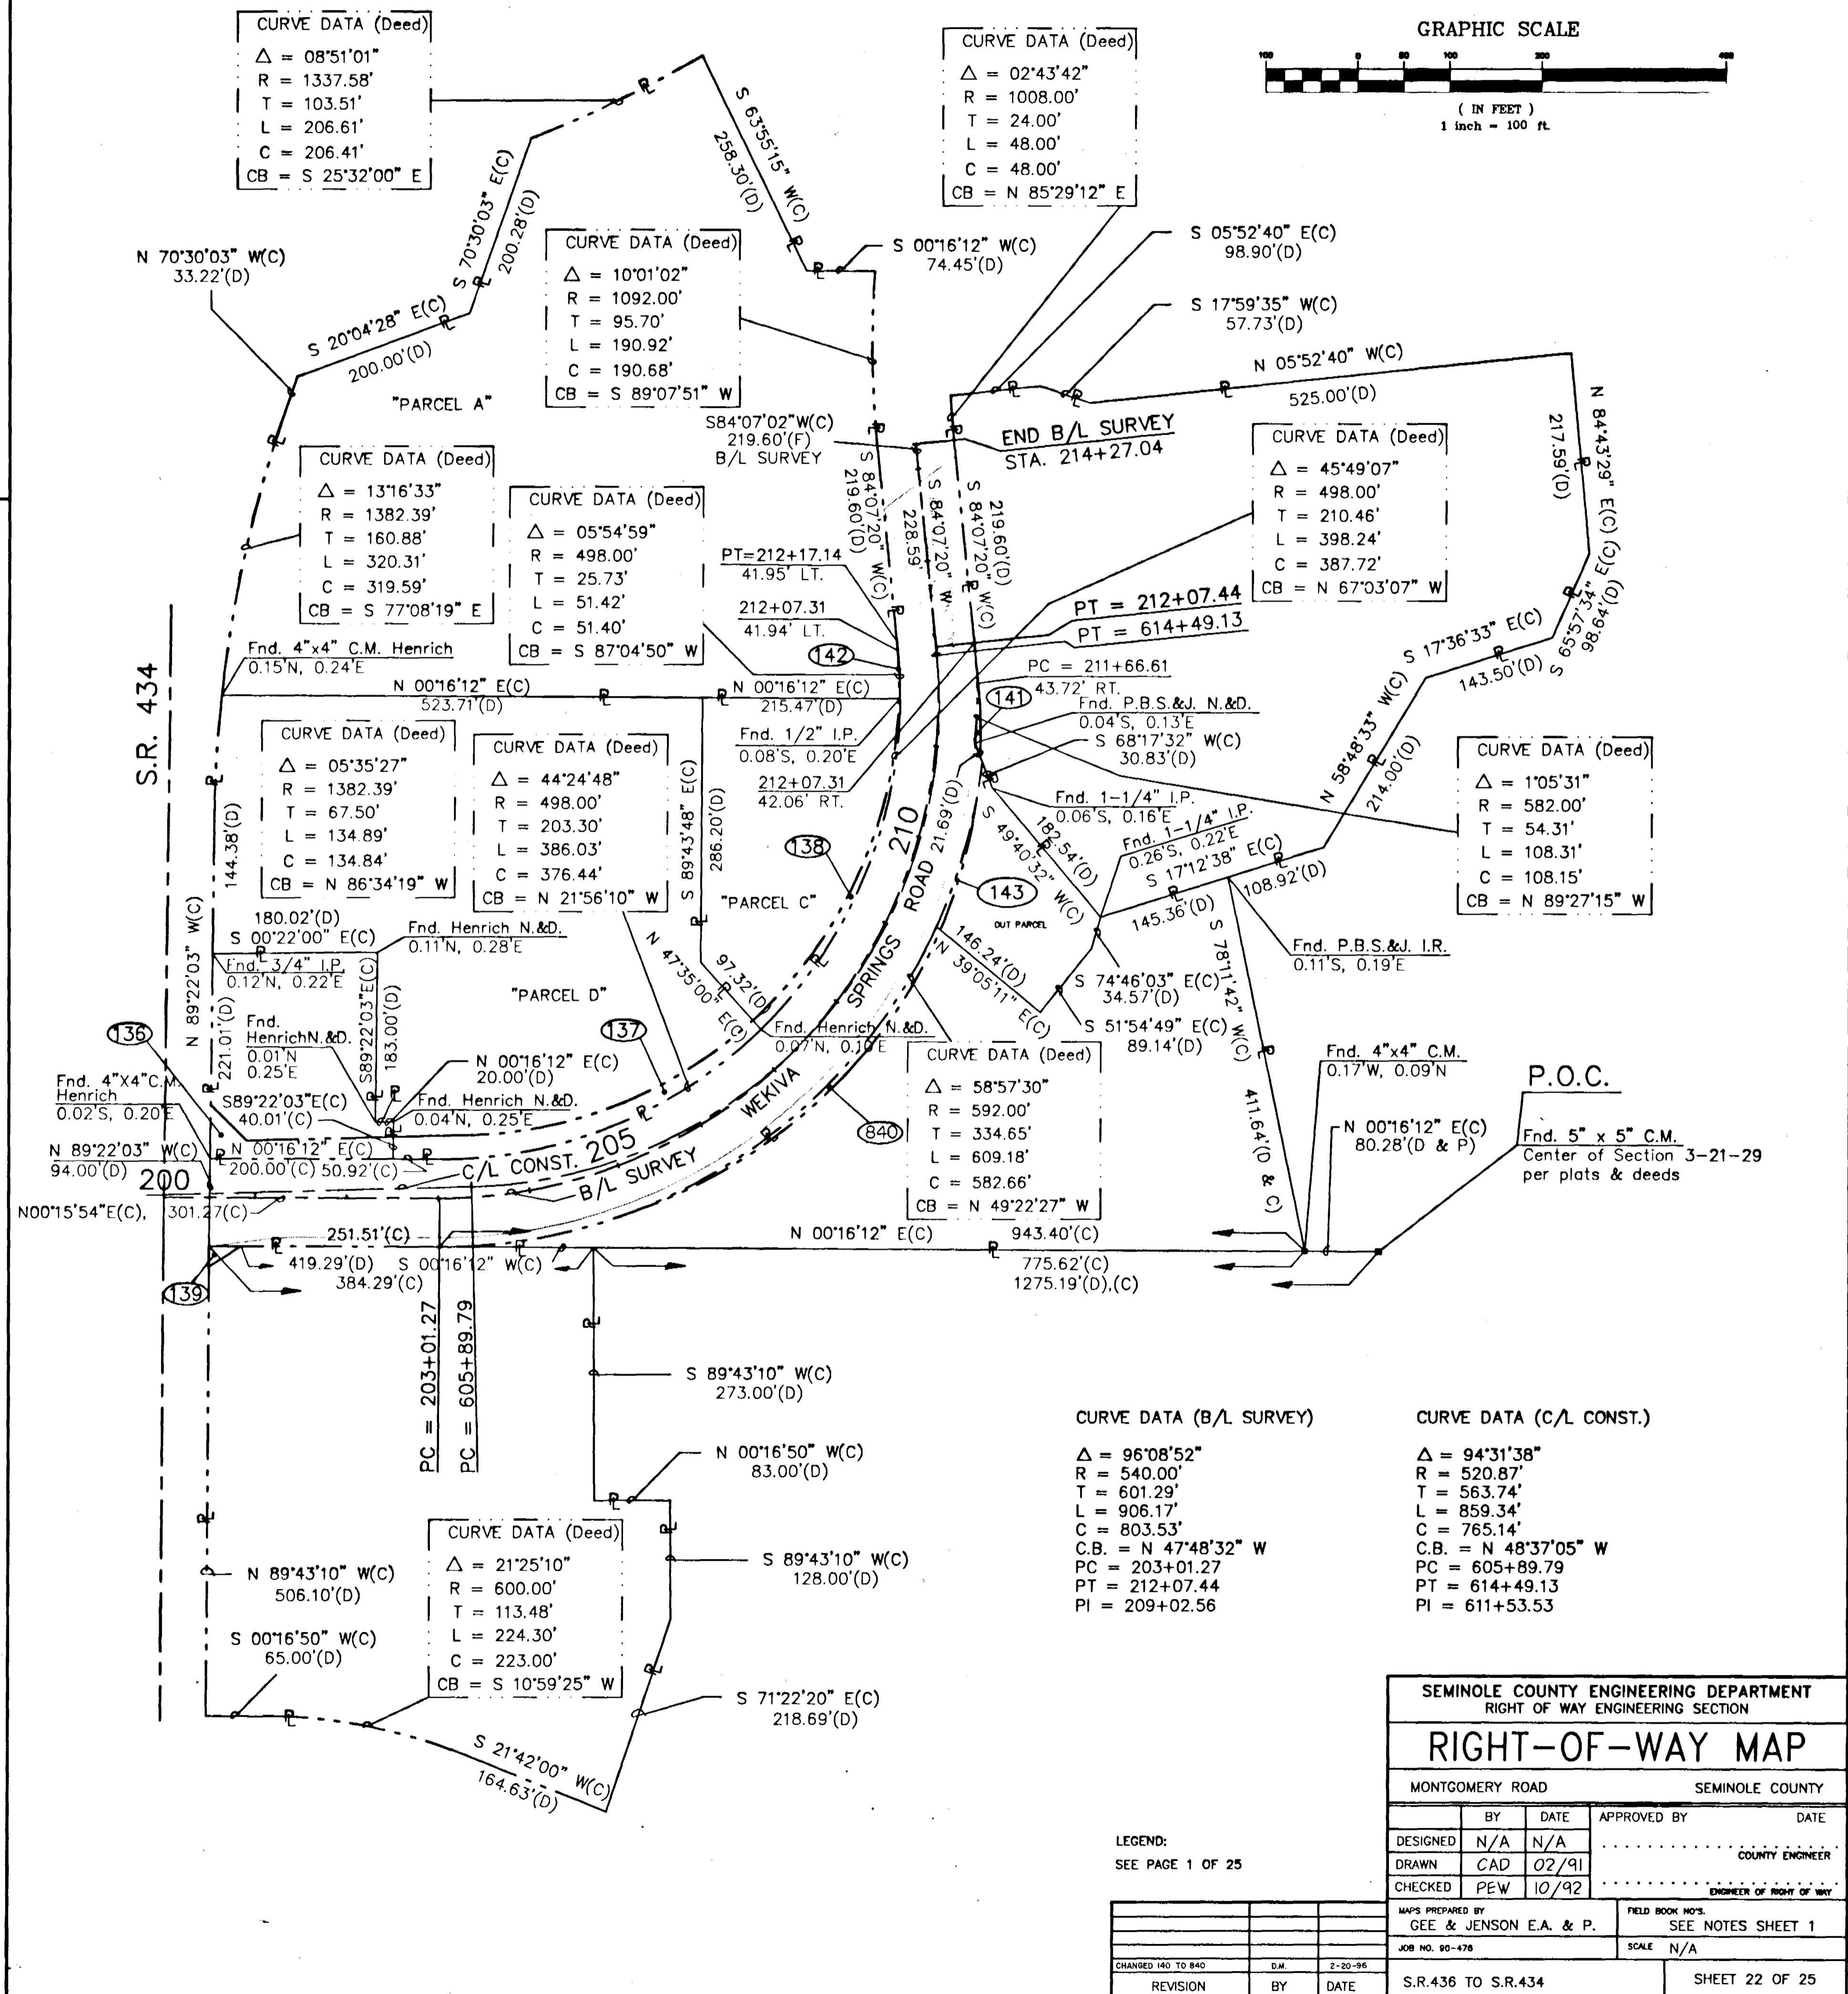 CURVE DATA (Deed)
△ = 08°51'01"
R = 1337.58'
T = 103.51'
L = 206.61'
C = 206.41'
CB = S 25°32'00" E
CURVE DATA (Deed)
△ = 02°43'42"
R = 1008.00'
T = 24.00'
L = 48.00'
C = 48.00'
CB = N 85°29'12" E
GRAPHIC SCALE
100 0 50 100 200 400
( IN FEET )
1 inch = 100 ft.
S 63°55'15" W(C)
258.30'(D)
S 70°30'03" E(C)
200.28'(D)
N 70°30'03" W(C)
33.22'(D)
S 20°04'28" E(C)
200.00'(D)
CURVE DATA (Deed)
△ = 10°01'02"
R = 1092.00'
T = 95.70'
L = 190.92'
C = 190.68'
CB = S 89°07'51" W
S 00°16'12" W(C)
74.45'(D)
S 05°52'40" E(C)
98.90'(D)
S 17°59'35" W(C)
57.73'(D)
N 05°52'40" W(C)
525.00'(D)
N 84°43'29" E(C)
217.59'(D)
"PARCEL A"
S84°07'02"W(C)
219.60'(F)
B/L SURVEY
END B/L SURVEY
STA. 214+27.04
CURVE DATA (Deed)
△ = 13°16'33"
R = 1382.39'
T = 160.88'
L = 320.31'
C = 319.59'
CB = S 77°08'19" E
CURVE DATA (Deed)
△ = 05°54'59"
R = 498.00'
T = 25.73'
L = 51.42'
C = 51.40'
CB = S 87°04'50" W
S 84°07'20" W(C)
219.60'(D)
S 84°07'20" W
228.59'
219.60'(D)
S 84°07'20" W(C)
CURVE DATA (Deed)
△ = 45°49'07"
R = 498.00'
T = 210.46'
L = 398.24'
C = 387.72'
CB = N 67°03'07" W
PT=212+17.14
41.95' LT.
212+07.31
41.94' LT.
142
PT = 212+07.44
PT = 614+49.13
PC = 211+66.61
43.72' RT.
141
Fnd. P.B.S.&J. N.&D.
0.04'S, 0.13'E
S 68°17'32" W(C)
30.83'(D)
S 17°36'33" E(C)
143.50'(D)
S 65°57'34" E(C)
98.64'(D)
N 58°48'33" W(C)
214.00'(D)
S.R. 434
Fnd. 4"x4" C.M. Henrich
0.15'N, 0.24'E
N 00°16'12" E(C)
523.71'(D)
N 00°16'12" E(C)
215.47'(D)
Fnd. 1/2" I.P.
0.08'S, 0.20'E
212+07.31
42.06' RT.
CURVE DATA (Deed)
△ = 05°35'27"
R = 1382.39'
T = 67.50'
L = 134.89'
C = 134.84'
CB = N 86°34'19" W
CURVE DATA (Deed)
△ = 44°24'48"
R = 498.00'
T = 203.30'
L = 386.03'
C = 376.44'
CB = N 21°56'10" W
S 89°43'48" E(C)
286.20'(D)
CURVE DATA (Deed)
△ = 1°05'31"
R = 582.00'
T = 54.31'
L = 108.31'
C = 108.15'
CB = N 89°27'15" W
Fnd. 1-1/4" I.P.
0.06'S, 0.16'E
Fnd. 1-1/4" I.P.
0.26'S, 0.22'E
S 17°12'38" E(C)
145.36'(D)
108.92'(D)
182.54'(D)
S 49°40'32" W(C)
21.69'(D)
138
143
210
WEKIVA SPRINGS ROAD
144.38'(D)
N 89°22'03" W(C)
221.01'(D)
180.02'(D)
S 00°22'00" E(C)
Fnd. 3/4" I.P.
0.12'N, 0.22'E
Fnd. Henrich N.&D.
0.11'N, 0.28'E
"PARCEL C"
"PARCEL D"
N 47°35'00" E(C)
97.32'(D)
OUT PARCEL
146.24'(D)
N 39°05'11" E(C)
S 74°46'03" E(C)
34.57'(D)
S 51°54'49" E(C)
89.14'(D)
Fnd. P.B.S.&J. I.R.
0.11'S, 0.19'E
S 78°11'42" W(C)
411.64'(D & C)
136
Fnd.
HenrichN.&D.
0.01'N
0.25'E
S89°22'03"E(C)
183.00'(D)
137
N 00°16'12" E(C)
20.00'(D)
Fnd. Henrich N.&D.
0.07'N, 0.10'E
Fnd. 4"X4"C.M.
Henrich
0.02'S, 0.20'E
S89°22'03"E(C)
40.01'(C)
Fnd. Henrich N.&D.
0.04'N, 0.25'E
840
CURVE DATA (Deed)
△ = 58°57'30"
R = 592.00'
T = 334.65'
L = 609.18'
C = 582.66'
CB = N 49°22'27" W
Fnd. 4"x4" C.M.
0.17'W, 0.09'N
P.O.C.
N 00°16'12" E(C)
80.28'(D & P)
Fnd. 5" x 5" C.M.
Center of Section 3-21-29
per plats & deeds
N 89°22'03" W(C)
94.00'(D)
N 00°16'12" E(C)
200.00'(C) 50.92'(C)
200
C/L CONST. 205
B/L SURVEY
N00°15'54"E(C), 301.27(C)
251.51'(C)
419.29'(D) S 00°16'12" W(C)
384.29'(C)
139
N 00°16'12" E(C) 943.40'(C)
775.62'(C)
1275.19'(D),(C)
PC = 203+01.27
PC = 605+89.79
S 89°43'10" W(C)
273.00'(D)
N 00°16'50" W(C)
83.00'(D)
CURVE DATA (Deed)
△ = 21°25'10"
R = 600.00'
T = 113.48'
L = 224.30'
C = 223.00'
CB = S 10°59'25" W
S 89°43'10" W(C)
128.00'(D)
N 89°43'10" W(C)
506.10'(D)
S 00°16'50" W(C)
65.00'(D)
S 71°22'20" E(C)
218.69'(D)
S 21°42'00" W(C)
164.63'(D)
CURVE DATA (B/L SURVEY)
△ = 96°08'52"
R = 540.00'
T = 601.29'
L = 906.17'
C = 803.53'
C.B. = N 47°48'32" W
PC = 203+01.27
PT = 212+07.44
PI = 209+02.56
CURVE DATA (C/L CONST.)
△ = 94°31'38"
R = 520.87'
T = 563.74'
L = 859.34'
C = 765.14'
C.B. = N 48°37'05" W
PC = 605+89.79
PT = 614+49.13
PI = 611+53.53
LEGEND:
SEE PAGE 1 OF 25
SEMINOLE COUNTY ENGINEERING DEPARTMENT
RIGHT OF WAY ENGINEERING SECTION
RIGHT-OF-WAY MAP
MONTGOMERY ROAD SEMINOLE COUNTY
BY DATE APPROVED BY DATE
DESIGNED N/A N/A
COUNTY ENGINEER
DRAWN CAD 02/91
CHECKED PEW 10/92
ENGINEER OF RIGHT OF WAY
MAPS PREPARED BY
GEE & JENSON E.A. & P.
FIELD BOOK NO'S.
SEE NOTES SHEET 1
JOB NO. 90-476
SCALE N/A
CHANGED 140 TO 840 D.M. 2-20-96
REVISION BY DATE
S.R.436 TO S.R.434
SHEET 22 OF 25